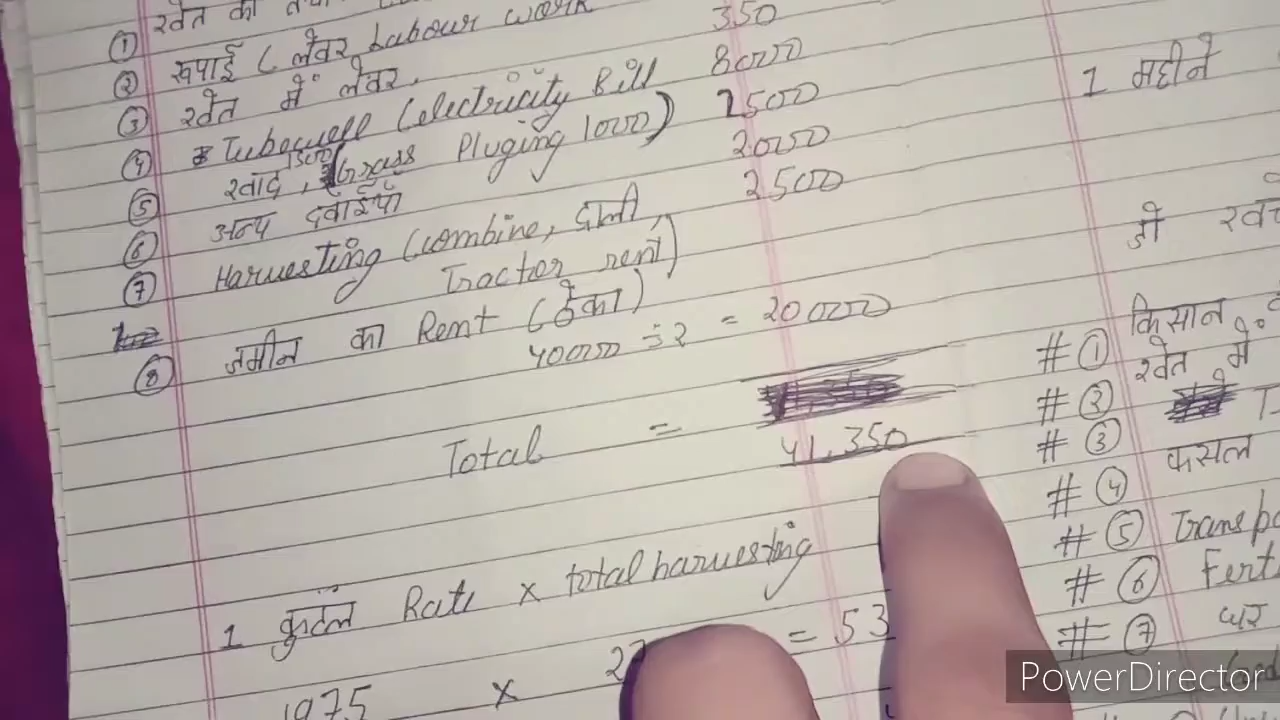 ① खेत की
② रूपाई ( लेबर Labour work 350
③ खेत में लेबर. 8000
④ Tubewell (electricity Bill 2500
⑤ खाद 1500, Grass Pluging 1000) 2000
⑥ अन्य दवाईयाँ 2500
⑦ Harvesting (combine, ट्राली,
Tractor rent)
⑧ जमीन का Rent (ठेका)
40000 ÷ 2 = 20000
Total = 41,350
1 कुटंल Rate x total harvesting
1975 x 27 = 53
1 महीने
जो
# ① किसान
# ② खेत में
# ③
# ④ फसल
# ⑤ Transpo
# ⑥ Ferti
# ⑦ घर
PowerDirector